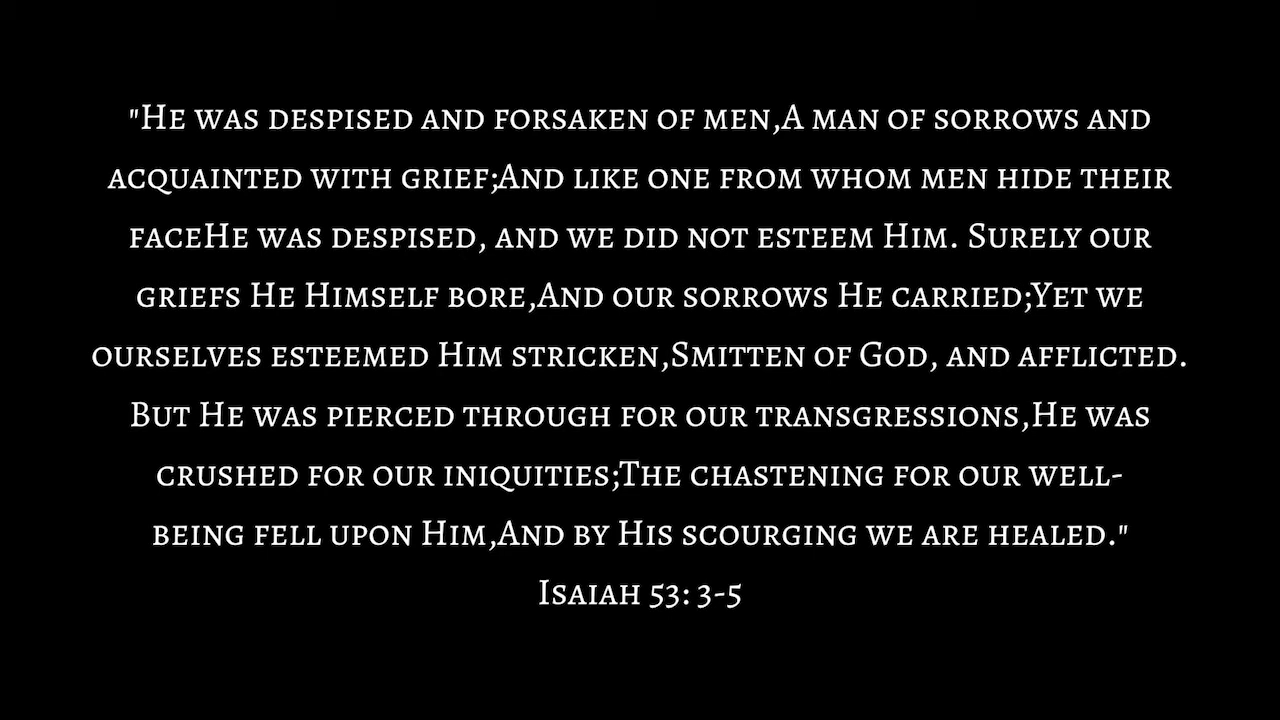 "He was despised and forsaken of men,A man of sorrows and
acquainted with grief;And like one from whom men hide their
faceHe was despised, and we did not esteem Him. Surely our
griefs He Himself bore,And our sorrows He carried;Yet we
ourselves esteemed Him stricken,Smitten of God, and afflicted.
But He was pierced through for our transgressions,He was
crushed for our iniquities;The chastening for our well-
being fell upon Him,And by His scourging we are healed."
Isaiah 53: 3-5